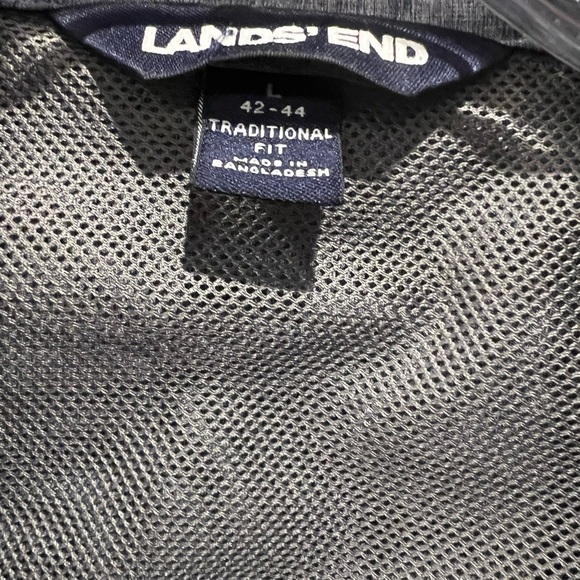 LANDS' END
L
42-44
TRADITIONAL
FIT
MADE IN
BANGLADESH